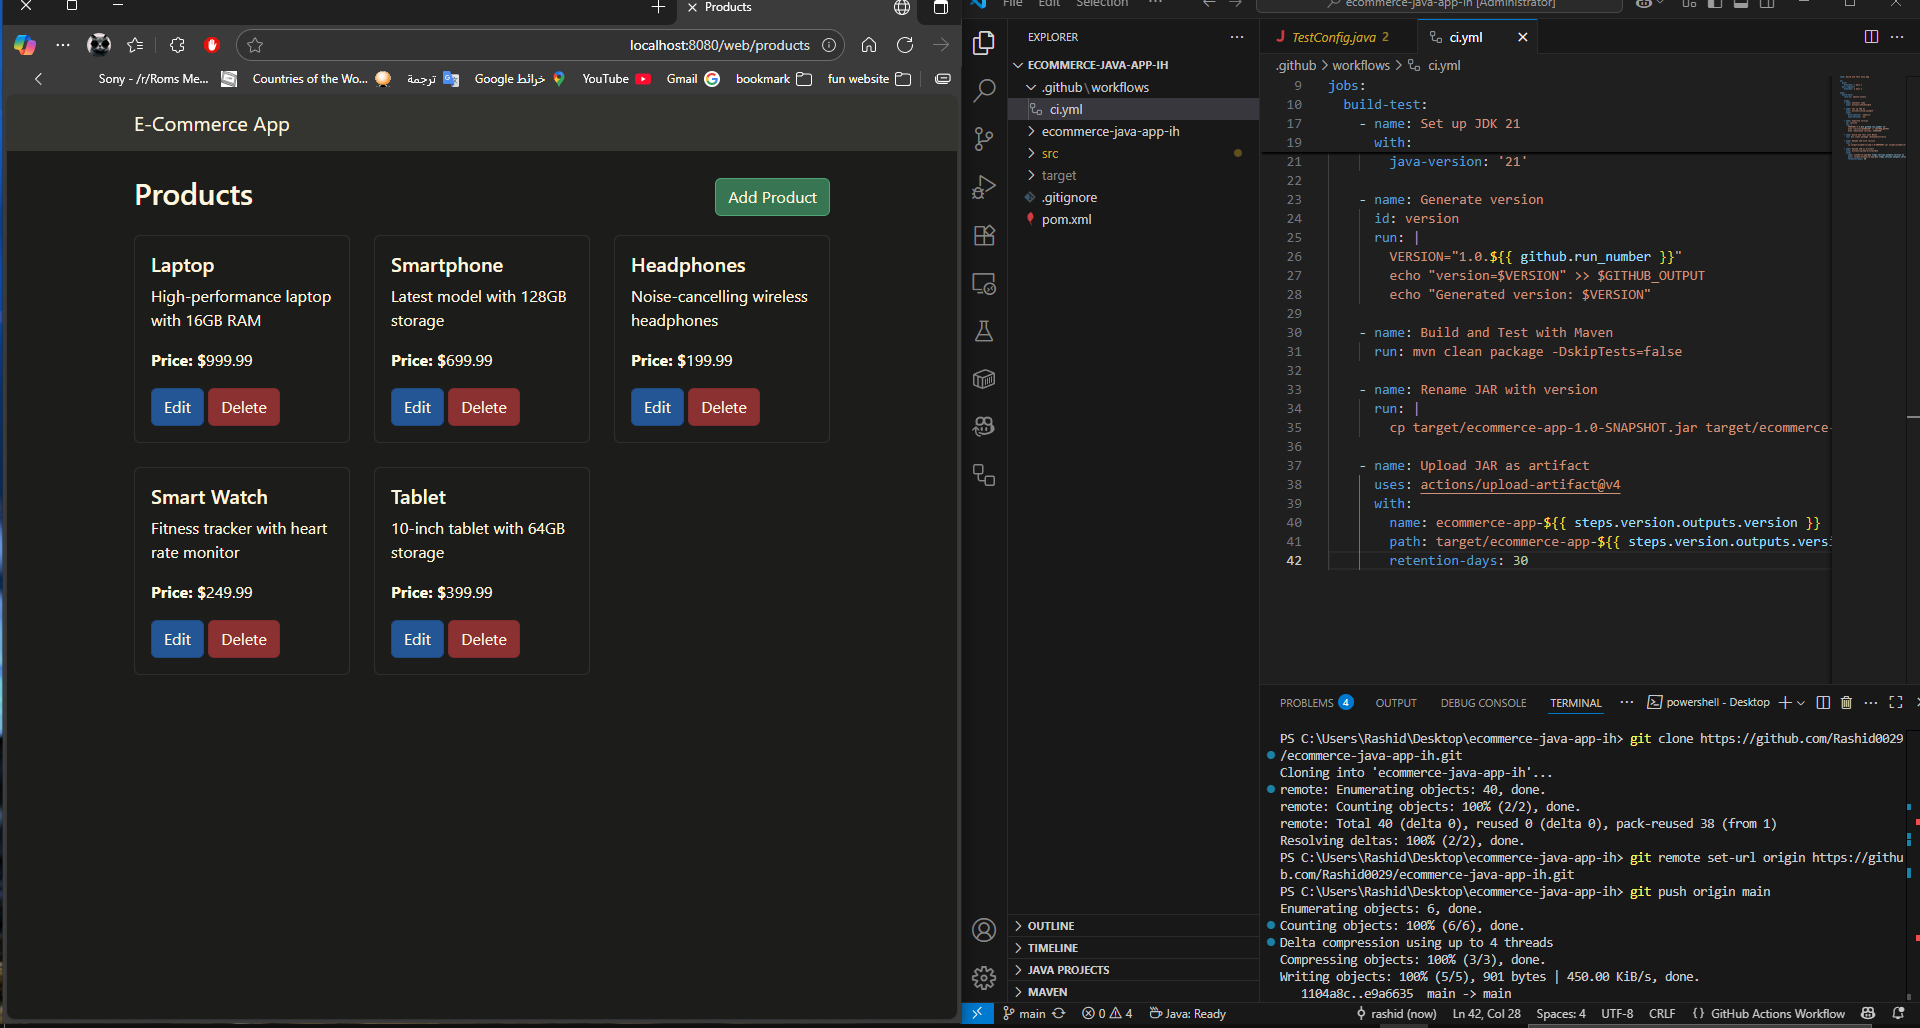 Products
localhost:8080/web/products
Sony - /r/Roms Me...
Countries of the Wo...
ترجمة
خرائط Google
YouTube
Gmail
bookmark
fun website
E-Commerce App
Products
Add Product
Laptop
High-performance laptop
with 16GB RAM
Price: $999.99
Edit
Delete
Smartphone
Latest model with 128GB
storage
Price: $699.99
Edit
Delete
Headphones
Noise-cancelling wireless
headphones
Price: $199.99
Edit
Delete
Smart Watch
Fitness tracker with heart
rate monitor
Price: $249.99
Edit
Delete
Tablet
10-inch tablet with 64GB
storage
Price: $399.99
Edit
Delete
File Edit Selection ···
ecommerce-java-app-ih [Administrator]
EXPLORER
ECOMMERCE-JAVA-APP-IH
.github\workflows
ci.yml
ecommerce-java-app-ih
src
target
.gitignore
pom.xml
OUTLINE
TIMELINE
JAVA PROJECTS
MAVEN
J TestConfig.java 2
ci.yml
.github > workflows > ci.yml
9 jobs:
10 build-test:
17 - name: Set up JDK 21
19 with:
21 java-version: '21'
22
23 - name: Generate version
24 id: version
25 run: |
26 VERSION="1.0.${{ github.run_number }}"
27 echo "version=$VERSION" >> $GITHUB_OUTPUT
28 echo "Generated version: $VERSION"
29
30 - name: Build and Test with Maven
31 run: mvn clean package -DskipTests=false
32
33 - name: Rename JAR with version
34 run: |
35 cp target/ecommerce-app-1.0-SNAPSHOT.jar target/ecommerce-
36
37 - name: Upload JAR as artifact
38 uses: actions/upload-artifact@v4
39 with:
40 name: ecommerce-app-${{ steps.version.outputs.version }}
41 path: target/ecommerce-app-${{ steps.version.outputs.versi
42 retention-days: 30
PROBLEMS 4
OUTPUT
DEBUG CONSOLE
TERMINAL
powershell - Desktop
PS C:\Users\Rashid\Desktop\ecommerce-java-app-ih> git clone https://github.com/Rashid0029
/ecommerce-java-app-ih.git
Cloning into 'ecommerce-java-app-ih'...
remote: Enumerating objects: 40, done.
remote: Counting objects: 100% (2/2), done.
remote: Total 40 (delta 0), reused 0 (delta 0), pack-reused 38 (from 1)
Resolving deltas: 100% (2/2), done.
PS C:\Users\Rashid\Desktop\ecommerce-java-app-ih> git remote set-url origin https://githu
b.com/Rashid0029/ecommerce-java-app-ih.git
PS C:\Users\Rashid\Desktop\ecommerce-java-app-ih> git push origin main
Enumerating objects: 6, done.
Counting objects: 100% (6/6), done.
Delta compression using up to 4 threads
Compressing objects: 100% (3/3), done.
Writing objects: 100% (5/5), 901 bytes | 450.00 KiB/s, done.
1104a8c..e9a6635 main -> main
main
0 4
Java: Ready
rashid (now)
Ln 42, Col 28
Spaces: 4
UTF-8
CRLF
{} GitHub Actions Workflow